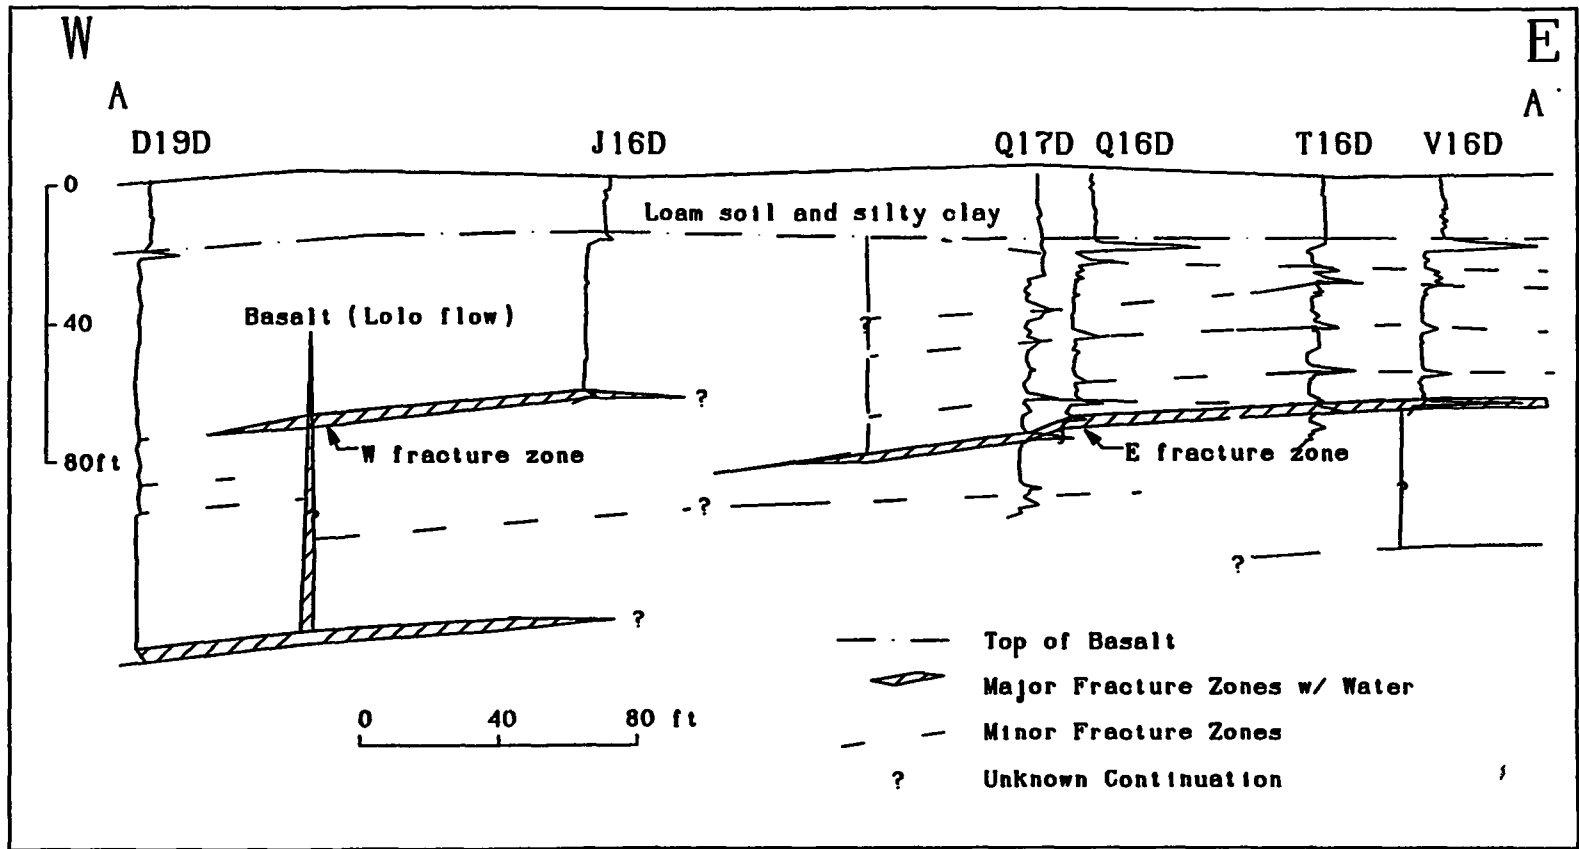 W E
A A'
D19D J16D Q17D Q16D T16D V16D
0
Loam soil and silty clay
Basalt (Lolo flow)
40
?
?
W fracture zone
E fracture zone
80ft
?
?
?
?
?
Top of Basalt
Major Fracture Zones w/ Water
0 40 80 ft
Minor Fracture Zones
? Unknown Continuation